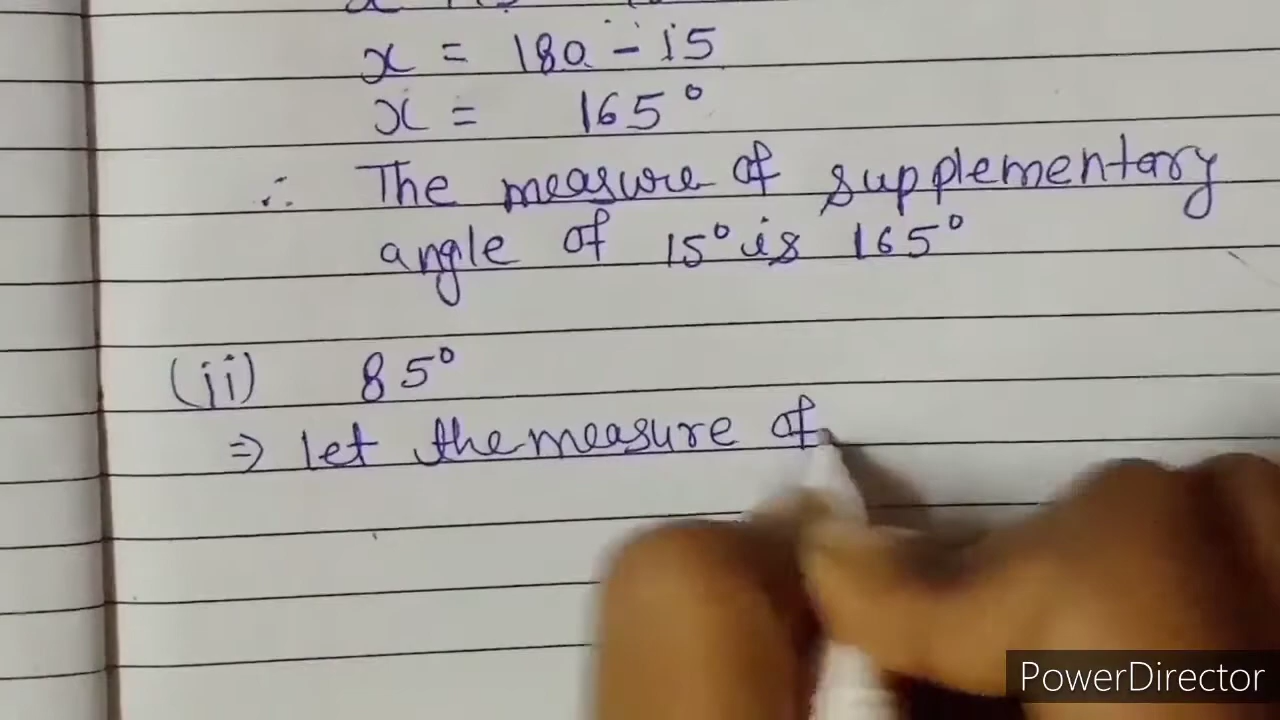 x = 180 - 15
x = 165°
∴ The measure of supplementary
angle of 15° is 165°
(ii) 85°
⇒ let the measure of
PowerDirector